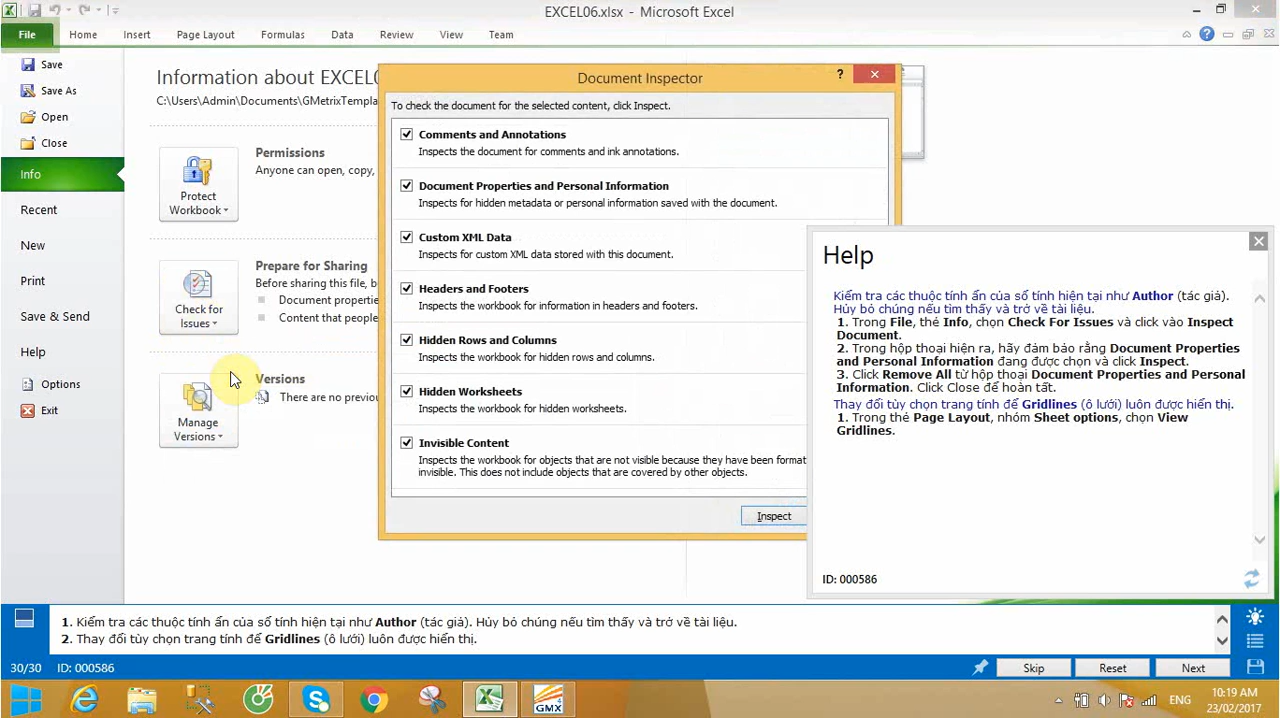 EXCEL06.xlsx - Microsoft Excel
File Home Insert Page Layout Formulas Data Review View Team
Save
Save As
Open
Close
Info
Recent
New
Print
Save & Send
Help
Options
Exit
Information about EXCEL0
C:\Users\Admin\Documents\GMetrixTempla
Protect
Workbook
Permissions
Anyone can open, copy,
Check for
Issues
Prepare for Sharing
Before sharing this file, b
Document propertie
Content that people
Manage
Versions
Versions
There are no previou
Document Inspector
To check the document for the selected content, click Inspect.
Comments and Annotations
Inspects the document for comments and ink annotations.
Document Properties and Personal Information
Inspects for hidden metadata or personal information saved with the document.
Custom XML Data
Inspects for custom XML data stored with this document.
Headers and Footers
Inspects the workbook for information in headers and footers.
Hidden Rows and Columns
Inspects the workbook for hidden rows and columns.
Hidden Worksheets
Inspects the workbook for hidden worksheets.
Invisible Content
Inspects the workbook for objects that are not visible because they have been format
invisible. This does not include objects that are covered by other objects.
Inspect
Help
Kiểm tra các thuộc tính ẩn của sổ tính hiện tại như Author (tác giả).
Hủy bỏ chúng nếu tìm thấy và trở về tài liệu.
1. Trong File, thẻ Info, chọn Check For Issues và click vào Inspect
Document.
2. Trong hộp thoại hiện ra, hãy đảm bảo rằng Document Properties
and Personal Information đang được chọn và click Inspect.
3. Click Remove All từ hộp thoại Document Properties and Personal
Information. Click Close để hoàn tất.
Thay đổi tùy chọn trang tính để Gridlines (ô lưới) luôn được hiển thị.
1. Trong thẻ Page Layout, nhóm Sheet options, chọn View
Gridlines.
ID: 000586
1. Kiểm tra các thuộc tính ẩn của sổ tính hiện tại như Author (tác giả). Hủy bỏ chúng nếu tìm thấy và trở về tài liệu.
2. Thay đổi tùy chọn trang tính để Gridlines (ô lưới) luôn được hiển thị.
30/30 ID: 000586
Skip Reset Next
GMX
ENG
10:19 AM
23/02/2017